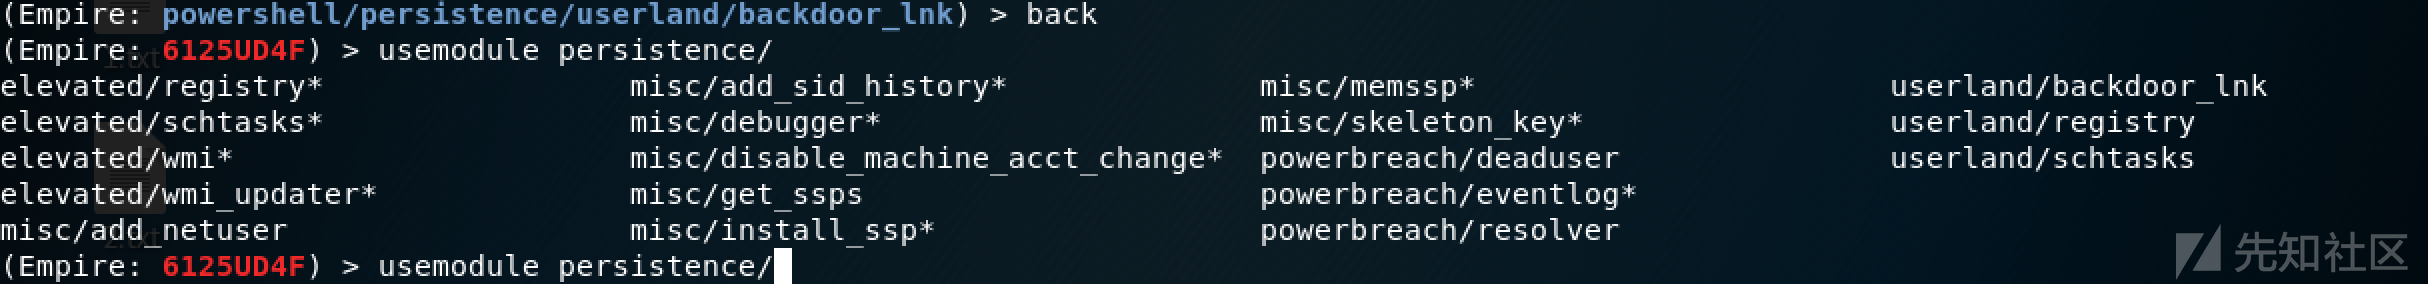 (Empire: powershell/persistence/userland/backdoor_lnk) > back
(Empire: 6125UD4F) > usemodule persistence/
elevated/registry* misc/add_sid_history* misc/memssp* userland/backdoor_lnk
elevated/schtasks* misc/debugger* misc/skeleton_key* userland/registry
elevated/wmi* misc/disable_machine_acct_change* powerbreach/deaduser userland/schtasks
elevated/wmi_updater* misc/get_ssps powerbreach/eventlog*
misc/add_netuser misc/install_ssp* powerbreach/resolver
(Empire: 6125UD4F) > usemodule persistence/
先知社区